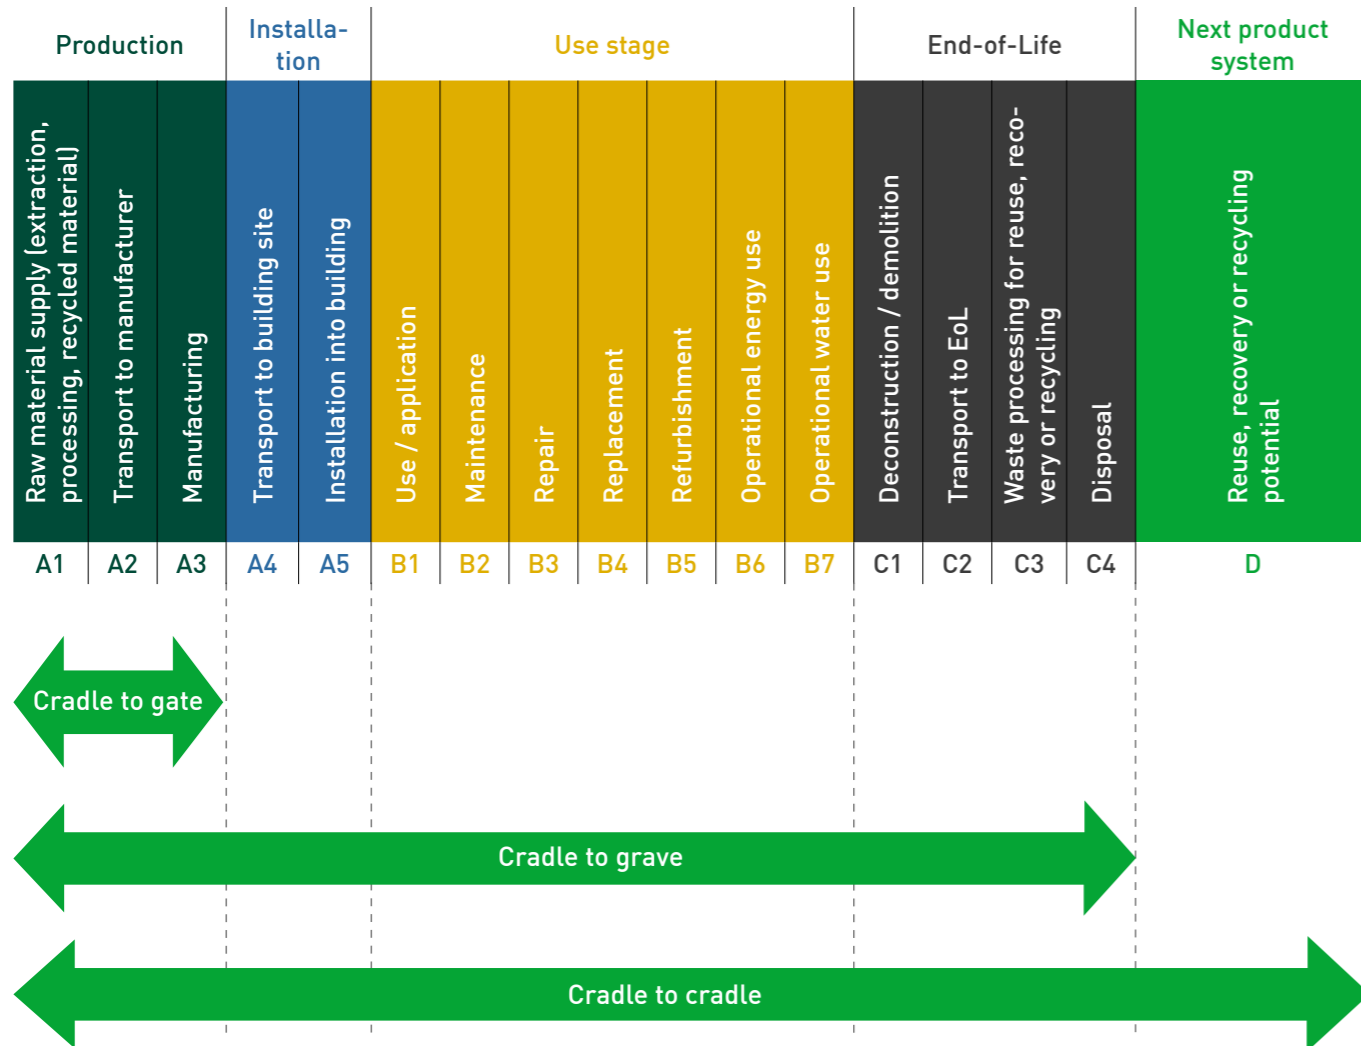 Production
Installa-
tion
Use stage
End-of-Life
Next product
system
Raw material supply (extraction,
processing, recycled material)
Transport to manufacturer
Manufacturing
Transport to building site
Installation into building
Use / application
Maintenance
Repair
Replacement
Refurbishment
Operational energy use
Operational water use
Deconstruction / demolition
Transport to EoL
Waste processing for reuse, reco-
very or recycling
Disposal
Reuse, recovery or recycling
potential
A1 A2 A3 A4 A5 B1 B2 B3 B4 B5 B6 B7 C1 C2 C3 C4 D
Cradle to gate
Cradle to grave
Cradle to cradle